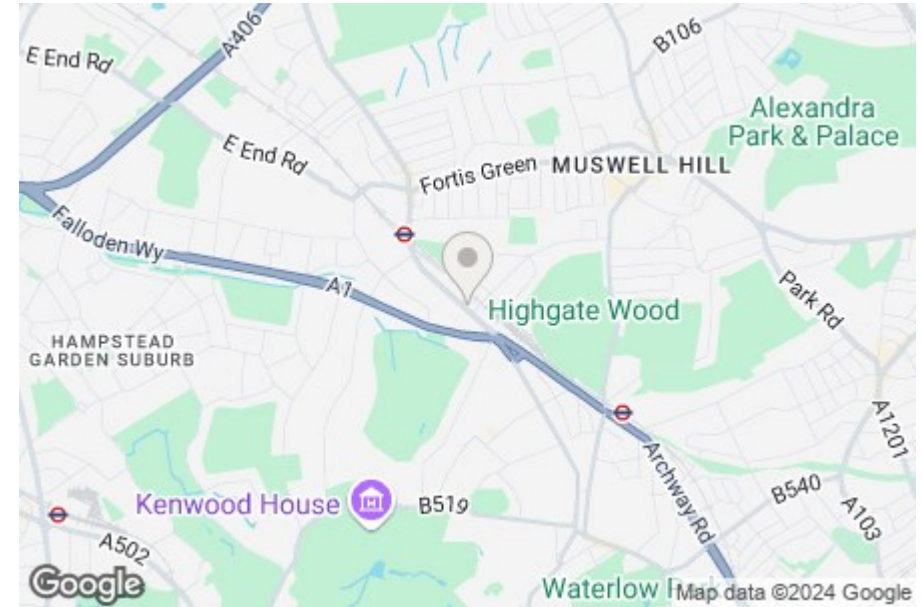 A406
B106
E End Rd
Alexandra
Park & Palace
E End Rd
Fortis Green
MUSWELL HILL
Falloden Wy
A1
Park Rd
Highgate Wood
HAMPSTEAD
GARDEN SUBURB
A1201
Archway Rd
Kenwood House
B519
B540
A103
A502
Google
Waterlow P
Map data ©2024 Google